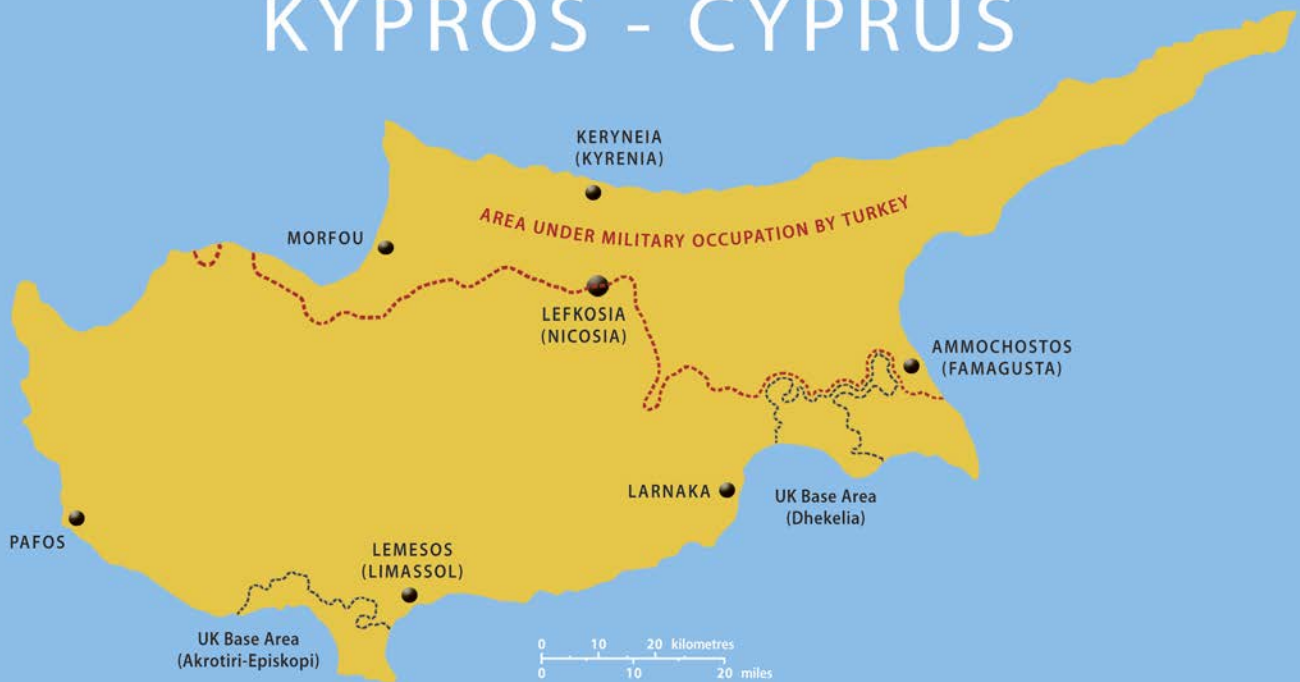 KYPROS - CYPRUS
KERYNEIA
(KYRENIA)
AREA UNDER MILITARY OCCUPATION BY TURKEY
MORFOU
LEFKOSIA
(NICOSIA)
AMMOCHOSTOS
(FAMAGUSTA)
LARNAKA
UK Base Area
(Dhekelia)
PAFOS
LEMESOS
(LIMASSOL)
UK Base Area
(Akrotiri-Episkopi)
0 10 20 kilometres
0 10 20 miles